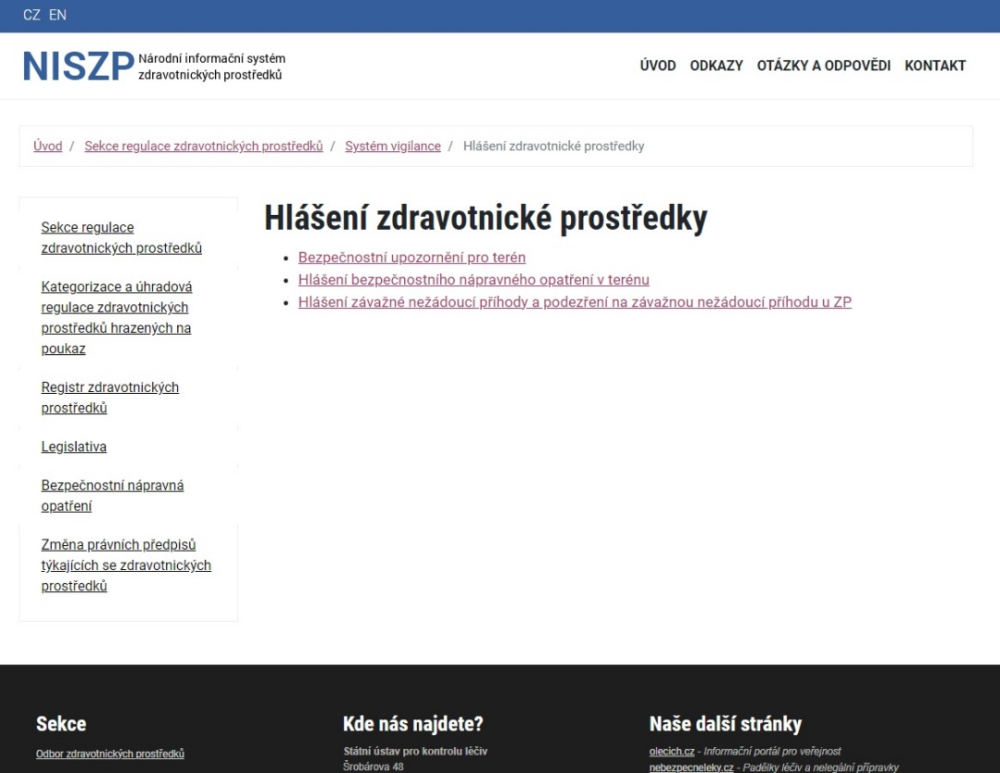 CZ EN
NISZP Národní informační systém
zdravotnických prostředků
ÚVOD ODKAZY OTÁZKY A ODPOVĚDI KONTAKT
Úvod / Sekce regulace zdravotnických prostředků / Systém vigilance / Hlášení zdravotnické prostředky
Sekce regulace
zdravotnických prostředků
Kategorizace a úhradová
regulace zdravotnických
prostředků hrazených na
poukaz
Registr zdravotnických
prostředků
Legislativa
Bezpečnostní nápravná
opatření
Změna právních předpisů
týkajících se zdravotnických
prostředků
Hlášení zdravotnické prostředky
• Bezpečnostní upozornění pro terén
• Hlášení bezpečnostního nápravného opatření v terénu
• Hlášení závažné nežádoucí příhody a podezření na závažnou nežádoucí příhodu u ZP
Sekce
Odbor zdravotnických prostředků
Kde nás najdete?
Státní ústav pro kontrolu léčiv
Šrobárova 48
Naše další stránky
olecich.cz - Informační portál pro veřejnost
nebezpecneleky.cz - Padělky léčiv a nelegální přípravky